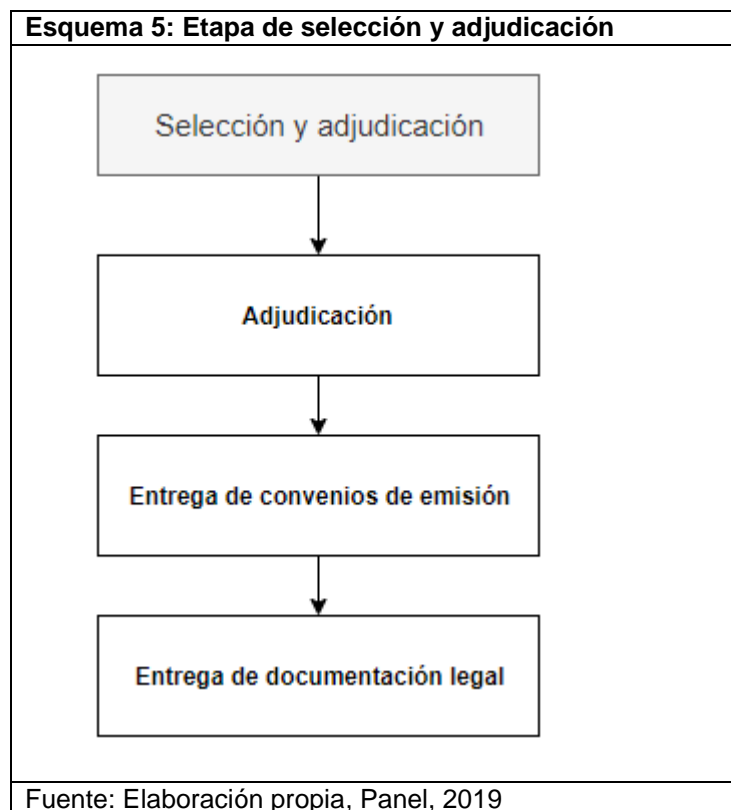 Esquema 5: Etapa de selección y adjudicación
Selección y adjudicación
Adjudicación
Entrega de convenios de emisión
Entrega de documentación legal
Fuente: Elaboración propia, Panel, 2019